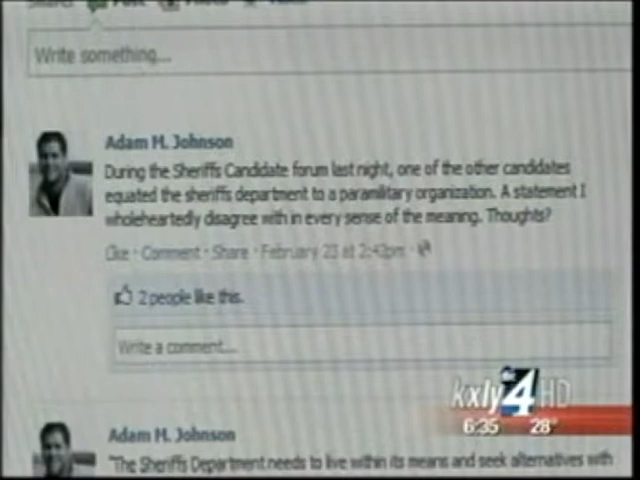 Write something...
Adam M. Johnson
During the Sheriffs Candidate forum last night, one of the other candidates
equated the sheriffs department to a paramilitary organization. A statement I
wholeheartedly disagree with in every sense of the meaning. Thoughts?
Like · Comment · Share · February 23 at 2:43pm ·
2 people like this.
Write a comment...
kxly 4 HD
6:35 28°
Adam M. Johnson
"The Sheriffs Department needs to live within its means and seek alternatives with